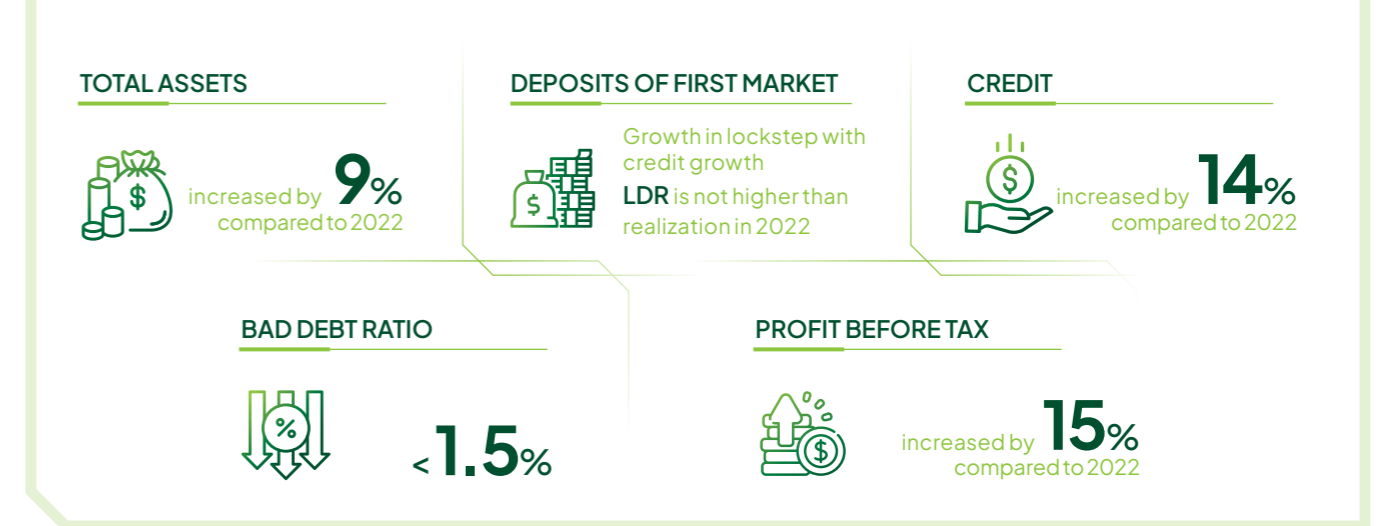 TOTAL ASSETS
$
increased by 9%
compared to 2022
DEPOSITS OF FIRST MARKET
$
Growth in lockstep with
credit growth
LDR is not higher than
realization in 2022
CREDIT
$
increased by 14%
compared to 2022
BAD DEBT RATIO
%
<1.5%
PROFIT BEFORE TAX
$
increased by 15%
compared to 2022